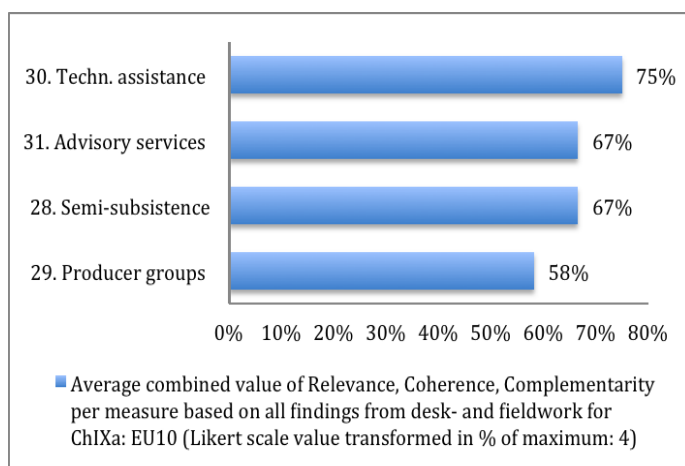 30. Techn. assistance 75%
31. Advisory services 67%
28. Semi-subsistence 67%
29. Producer groups 58%
0% 10% 20% 30% 40% 50% 60% 70% 80%
Average combined value of Relevance, Coherence, Complementarity
per measure based on all findings from desk- and fieldwork for
ChIXa: EU10 (Likert scale value transformed in % of maximum: 4)